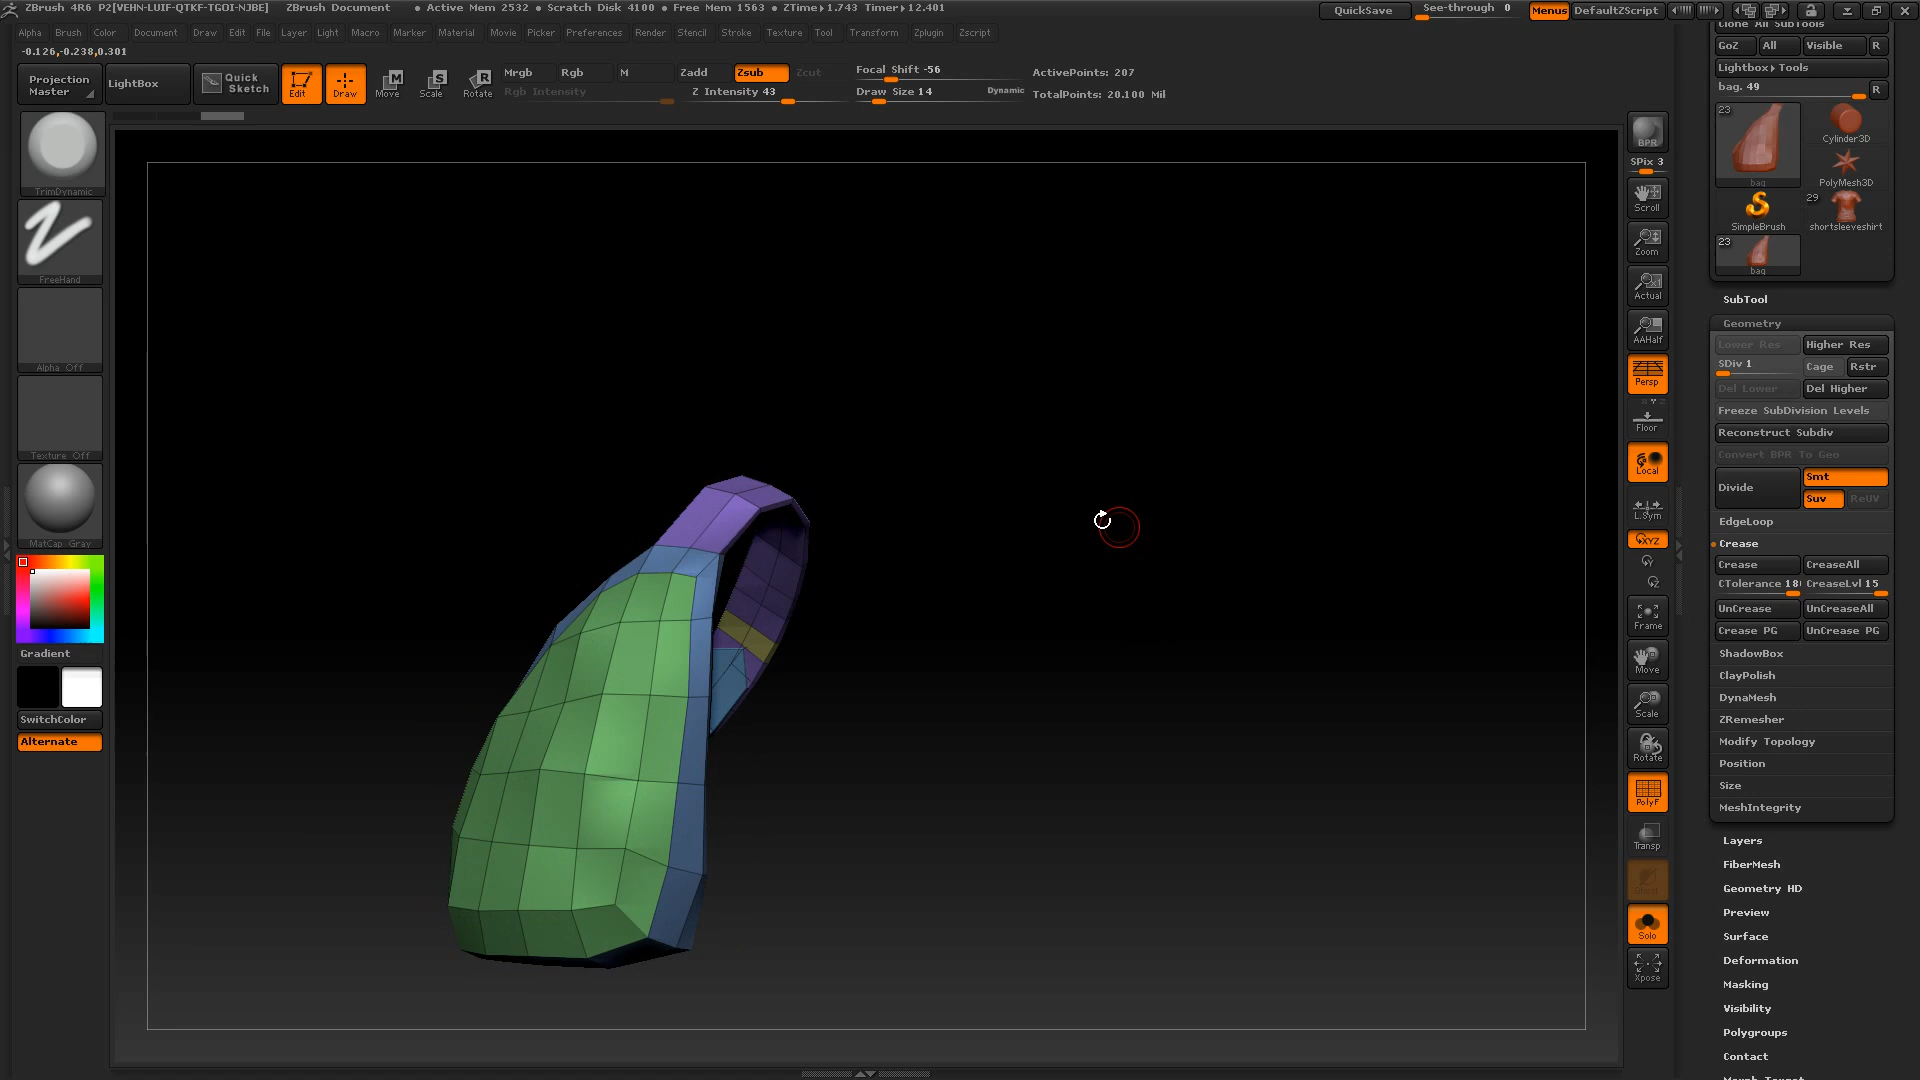 ZBrush 4R6 P2[VEHN-LUIF-QTKF-TGOI-NJBE] ZBrush Document • Active Mem 2532 • Scratch Disk 4100 • Free Mem 1563 • ZTime▸1.743 Timer▸12.401 QuickSave See-through 0 Menus DefaultZScript
Alpha Brush Color Document Draw Edit File Layer Light Macro Marker Material Movie Picker Preferences Render Stencil Stroke Texture Tool Transform Zplugin Zscript
-0.126,-0.238,0.301
Projection Master
LightBox
Quick Sketch
Edit
Draw
Move
Scale
Rotate
Mrgb Rgb M Zadd Zsub Zcut
Rgb Intensity Z Intensity 43
Focal Shift -56
Draw Size 14 Dynamic
ActivePoints: 207
TotalPoints: 20.100 Mil
TrimDynamic
FreeHand
Alpha Off
Texture Off
MatCap Gray
Gradient
SwitchColor
Alternate
BPR
SPix 3
Scroll
Zoom
Actual
AAHalf
Persp
Floor
Local
L.Sym
XYZ
Frame
Move
Scale
Rotate
PolyF
Transp
Solo
Xpose
Clone All SubTools
GoZ All Visible R
Lightbox▸Tools
bag. 49 R
23
bag
Cylinder3D
PolyMesh3D
SimpleBrush
29
shortsleeveshirt
23
bag
SubTool
Geometry
Lower Res Higher Res
SDiv 1 Cage Rstr
Del Lower Del Higher
Freeze SubDivision Levels
Reconstruct Subdiv
Convert BPR To Geo
Divide Smt
Suv ReUV
EdgeLoop
Crease
Crease CreaseAll
CTolerance 18 CreaseLvl 15
UnCrease UnCreaseAll
Crease PG UnCrease PG
ShadowBox
ClayPolish
DynaMesh
ZRemesher
Modify Topology
Position
Size
MeshIntegrity
Layers
FiberMesh
Geometry HD
Preview
Surface
Deformation
Masking
Visibility
Polygroups
Contact
Morph Target